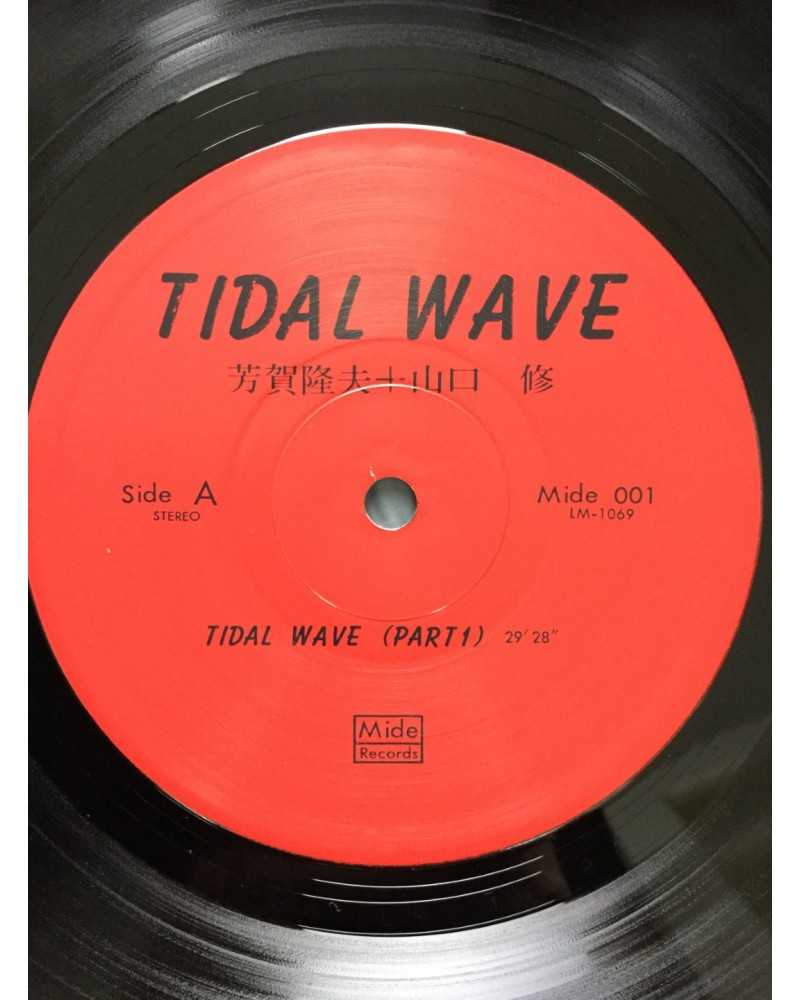 TIDAL WAVE
芳賀隆夫＋山口　修
Side A
STEREO
Mide 001
LM-1069
TIDAL WAVE (PART1) 29′28″
Mide
Records